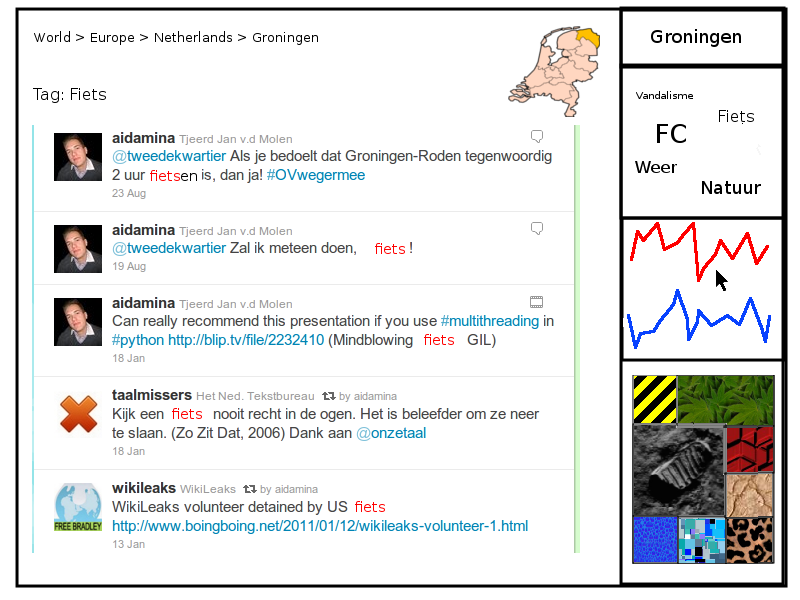 World > Europe > Netherlands > Groningen
Tag: Fiets
aidamina Tjeerd Jan v.d Molen
@tweedekwartier Als je bedoelt dat Groningen-Roden tegenwoordig
2 uur fietsen is, dan ja! #OVwegermee
23 Aug
aidamina Tjeerd Jan v.d Molen
@tweedekwartier Zal ik meteen doen, fiets !
19 Aug
aidamina Tjeerd Jan v.d Molen
Can really recommend this presentation if you use #multithreading in
#python http://blip.tv/file/2232410 (Mindblowing fiets GIL)
18 Jan
taalmissers Het Ned. Tekstbureau by aidamina
Kijk een fiets nooit recht in de ogen. Het is beleefder om ze neer
te slaan. (Zo Zit Dat, 2006) Dank aan @onzetaal
18 Jan
FREE BRADLEY
wikileaks WikiLeaks by aidamina
WikiLeaks volunteer detained by US fiets
http://www.boingboing.net/2011/01/12/wikileaks-volunteer-1.html
13 Jan
Groningen
Vandalisme
Fiets
FC
Weer
Natuur